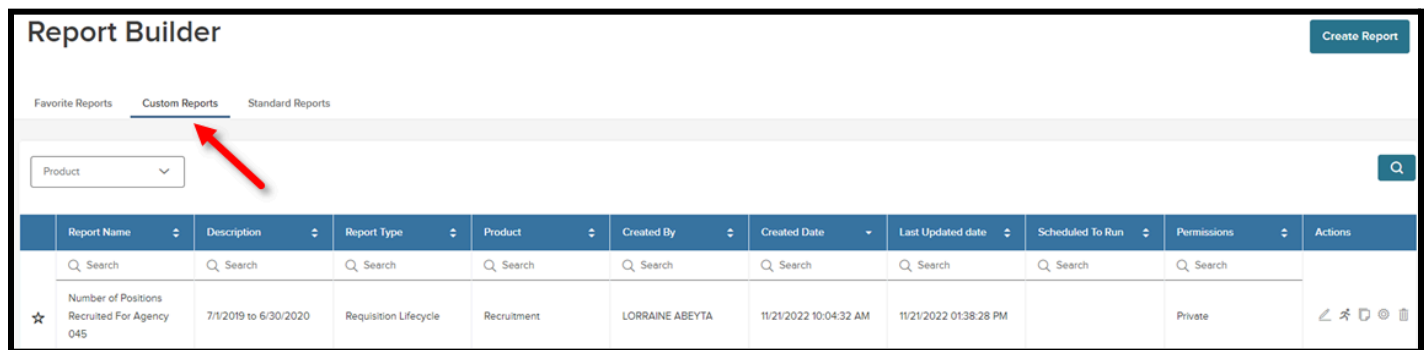 Report Builder
Create Report
Favorite Reports Custom Reports Standard Reports
Product
Report Name Description Report Type Product Created By Created Date Last Updated date Scheduled To Run Permissions Actions
Search Search Search Search Search Search Search Search Search
Number of Positions
Recruited For Agency 7/1/2019 to 6/30/2020 Requisition Lifecycle Recruitment LORRAINE ABEYTA 11/21/2022 10:04:32 AM 11/21/2022 01:38:28 PM Private
045